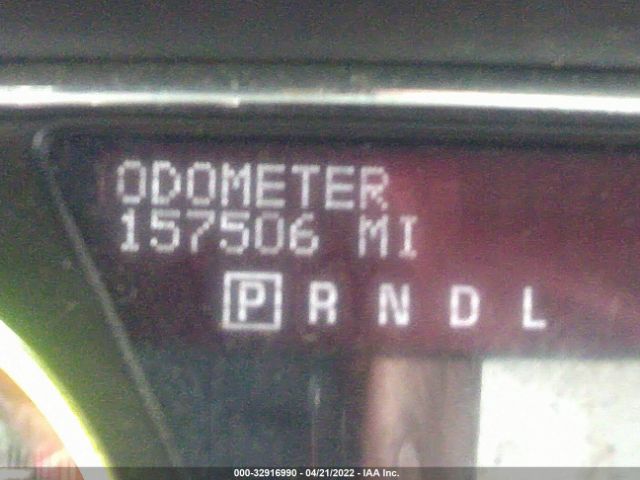 ODOMETER
157506 MI
P R N D L
000-32916990 - 04/21/2022 - IAA Inc.